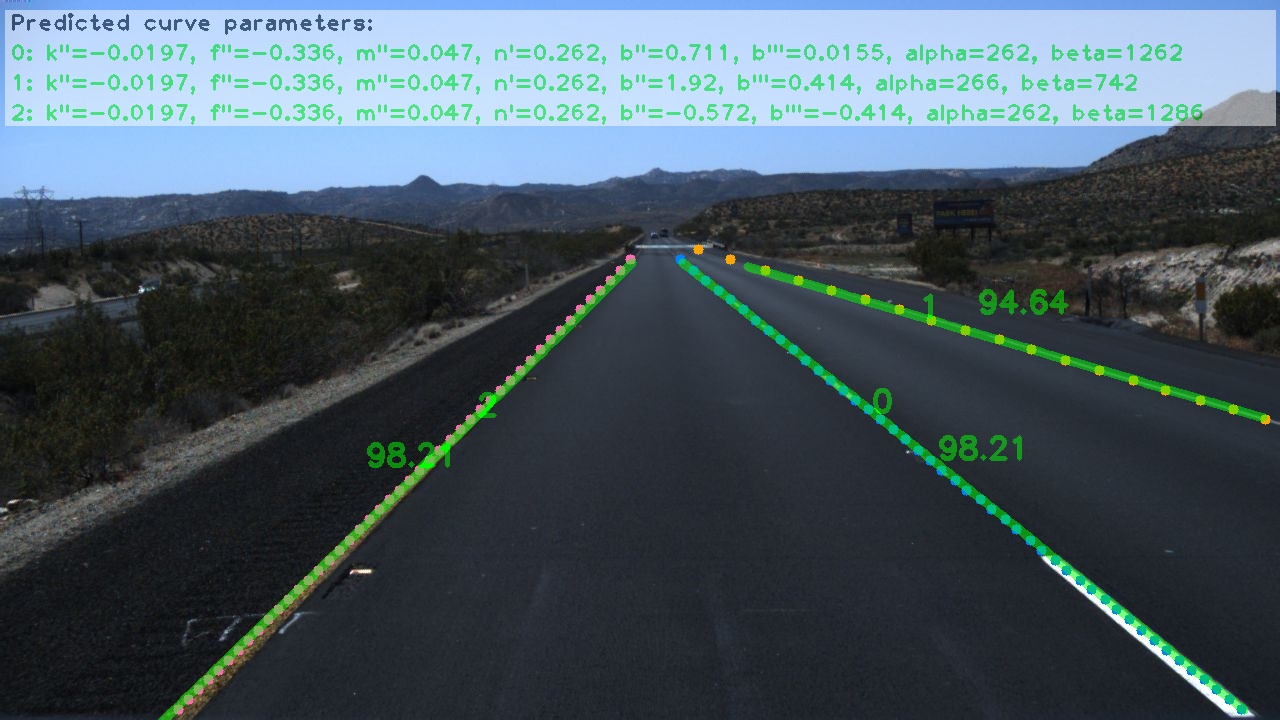 Predicted curve parameters:
0: k''=-0.0197, f''=-0.336, m''=0.047, n'=0.262, b''=0.711, b'''=0.0155, alpha=262, beta=1262
1: k''=-0.0197, f''=-0.336, m''=0.047, n'=0.262, b''=1.92, b'''=0.414, alpha=266, beta=742
2: k''=-0.0197, f''=-0.336, m''=0.047, n'=0.262, b''=-0.572, b'''=-0.414, alpha=262, beta=1286
1 94.64
2
0
98.21
98.21